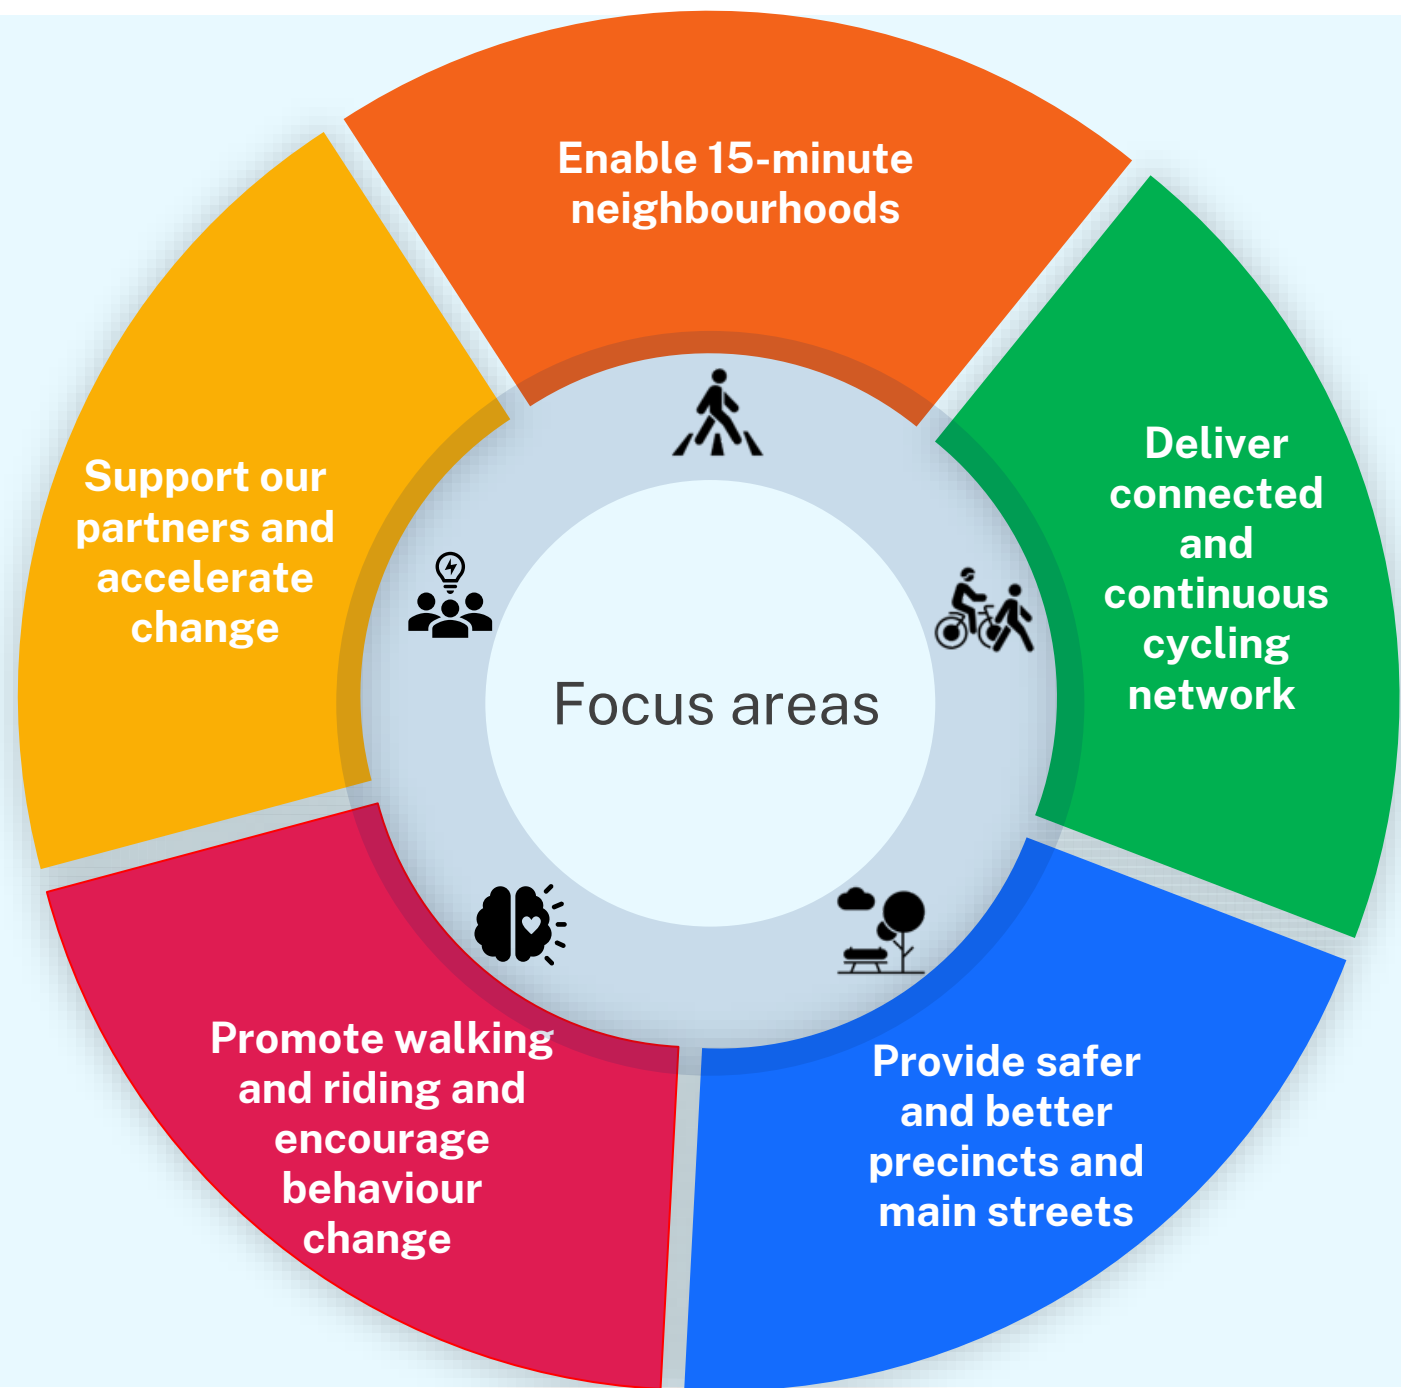 Enable 15-minute
neighbourhoods
Deliver
connected
and
continuous
cycling
network
Provide safer
and better
precincts and
main streets
Promote walking
and riding and
encourage
behaviour
change
Support our
partners and
accelerate
change
Focus areas